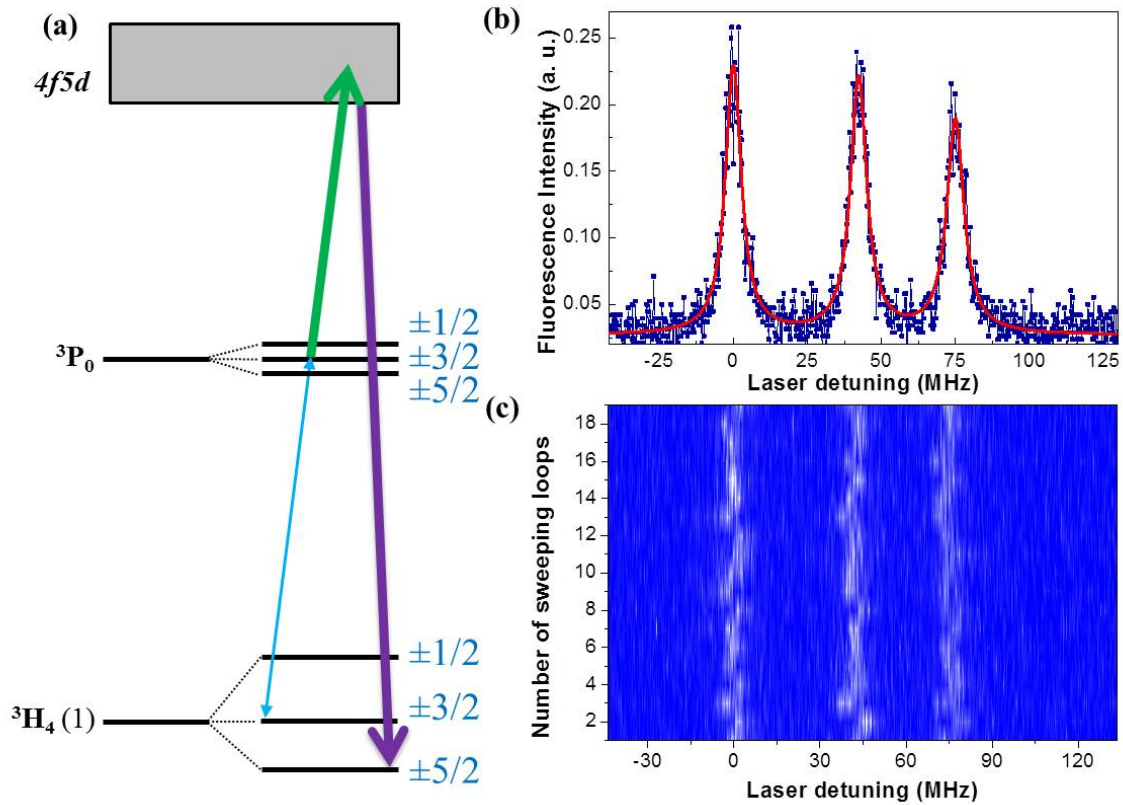 (a)
4f5d
³P₀
±1/2
±3/2
±5/2
³H₄ (1)
±1/2
±3/2
±5/2
(b)
Fluorescence Intensity (a. u.)
0.25
0.20
0.15
0.10
0.05
-25 0 25 50 75 100 125
Laser detuning (MHz)
(c)
Number of sweeping loops
18
16
14
12
10
8
6
4
2
-30 0 30 60 90 120
Laser detuning (MHz)